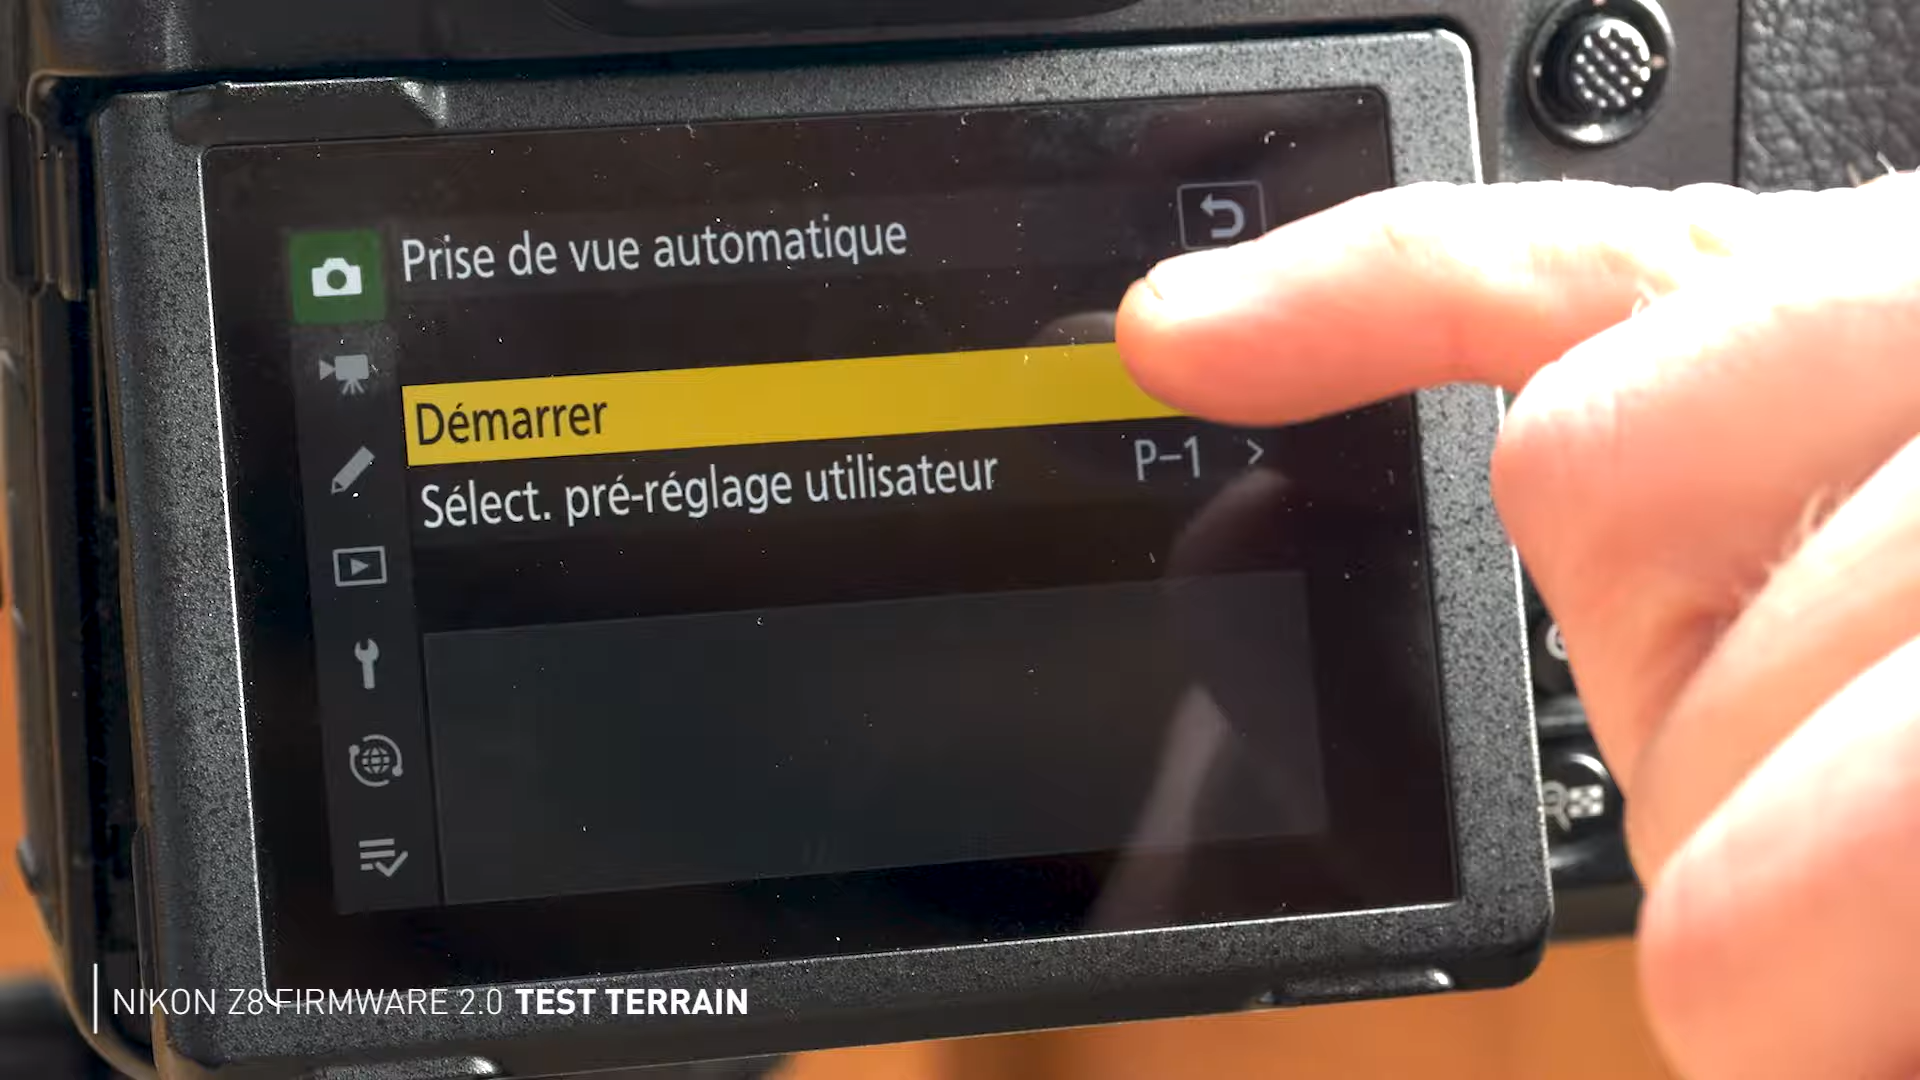 Prise de vue automatique
Démarrer
Sélect. pré-réglage utilisateur P-1 >
NIKON Z8 FIRMWARE 2.0 TEST TERRAIN